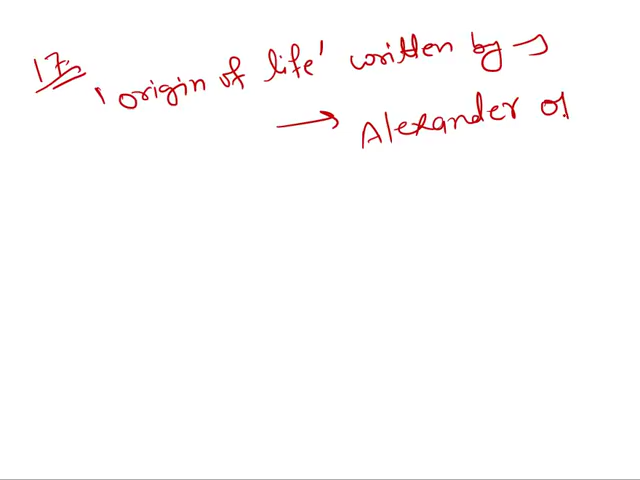 17.
'origin of life' written by →
→ Alexander